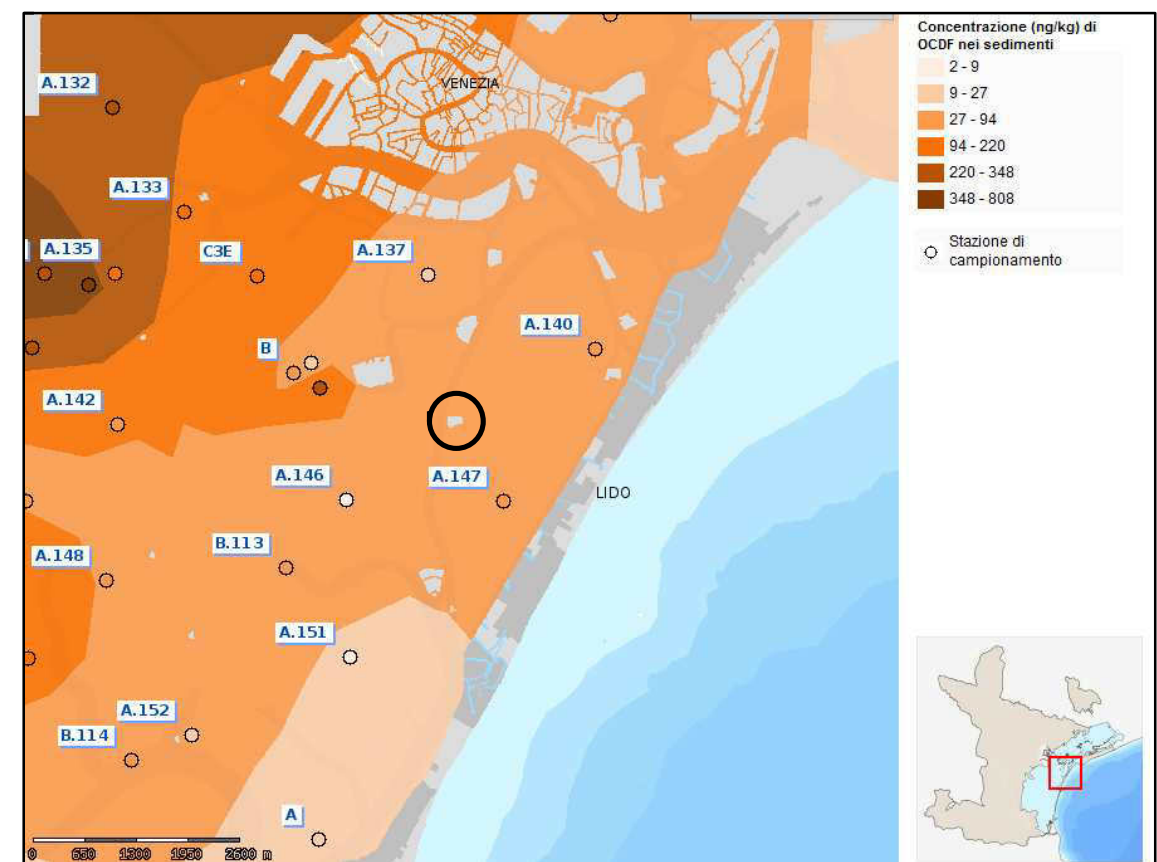 Concentrazione (ng/kg) di
OCDF nei sedimenti
2 - 9
9 - 27
27 - 94
94 - 220
220 - 348
348 - 808
Stazione di
campionamento
A.132
VENEZIA
A.133
A.135
C3E
A.137
A.140
B
A.142
A.146
A.147
LIDO
B.113
A.148
A.151
A.152
B.114
A
0 650 1300 1950 2600 m